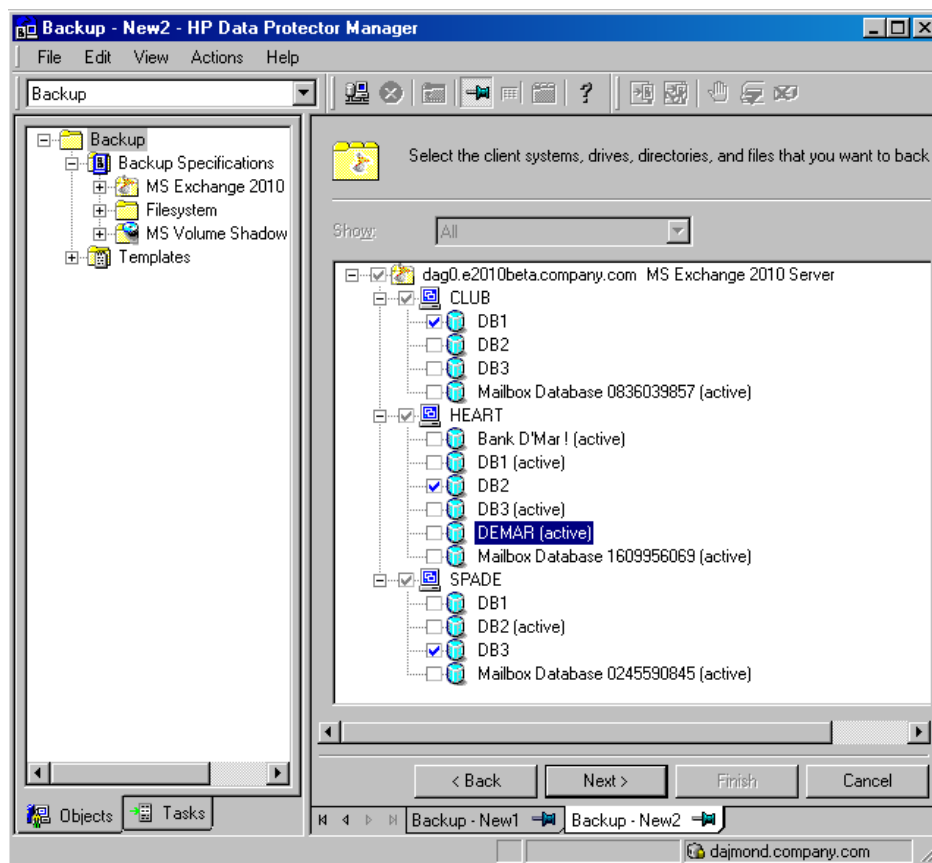 Backup - New2 - HP Data Protector Manager
File Edit View Actions Help
Backup
Backup
Backup Specifications
MS Exchange 2010
Filesystem
MS Volume Shadow
Templates
Objects
Tasks
Select the client systems, drives, directories, and files that you want to back
Show:
All
dag0.e2010beta.company.com MS Exchange 2010 Server
CLUB
DB1
DB2
DB3
Mailbox Database 0836039857 (active)
HEART
Bank D'Mar ! (active)
DB1 (active)
DB2
DB3 (active)
DEMAR (active)
Mailbox Database 1609956069 (active)
SPADE
DB1
DB2 (active)
DB3
Mailbox Database 0245590845 (active)
< Back
Next >
Finish
Cancel
Backup - New1
Backup - New2
dajmond.company.com